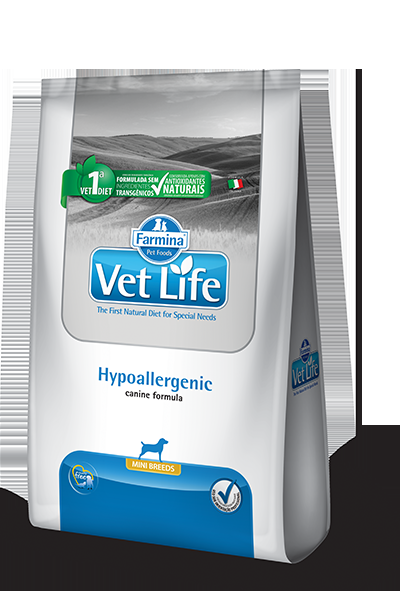 1ª
VET DIET
FORMULADA SEM
INGREDIENTES
TRANSGÊNICOS
ANTIOXIDANTES
NATURAIS
Farmina
Pet Foods
Vet Life
The First Natural Diet for Special Needs
Hypoallergenic
canine formula
MINI BREEDS
Farmina
Vet Life